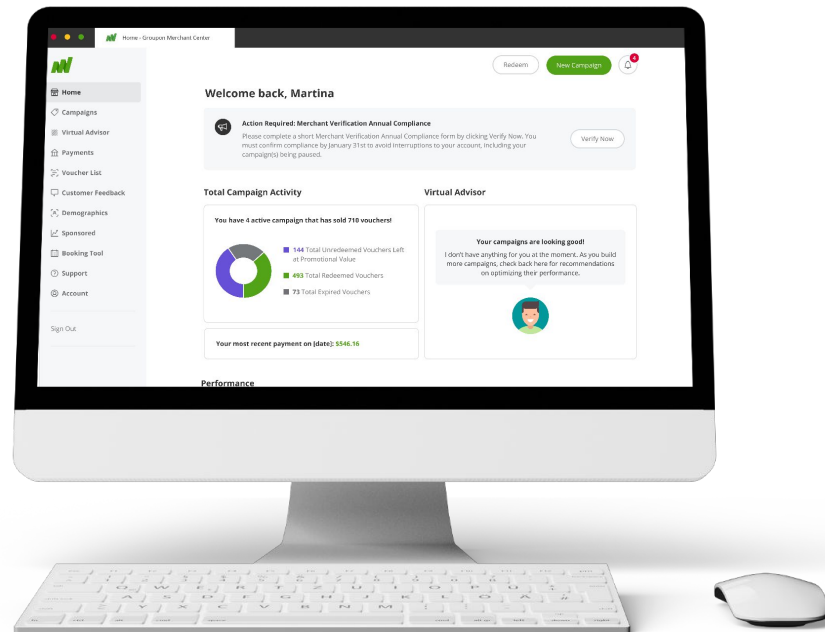 Home - Groupon Merchant Center
Redeem
New Campaign
4
Home
Campaigns
Virtual Advisor
Payments
Voucher List
Customer Feedback
Demographics
Sponsored
Booking Tool
Support
Account
Sign Out
Welcome back, Martina
Action Required: Merchant Verification Annual Compliance
Please complete a short Merchant Verification Annual Compliance form by clicking Verify Now. You
must confirm compliance by January 31st to avoid interruptions to your account, including your
campaign(s) being paused.
Verify Now
Total Campaign Activity
You have 4 active campaign that has sold 710 vouchers!
144 Total Unredeemed Vouchers Left
at Promotional Value
493 Total Redeemed Vouchers
73 Total Expired Vouchers
Your most recent payment on [date]: $546.16
Virtual Advisor
Your campaigns are looking good!
I don't have anything for you at the moment. As you build
more campaigns, check back here for recommendations
on optimizing their performance.
Performance
Q W E R T Z U I O P Ü
A S D F G H J K L Ö Ä
Y X C V B N M